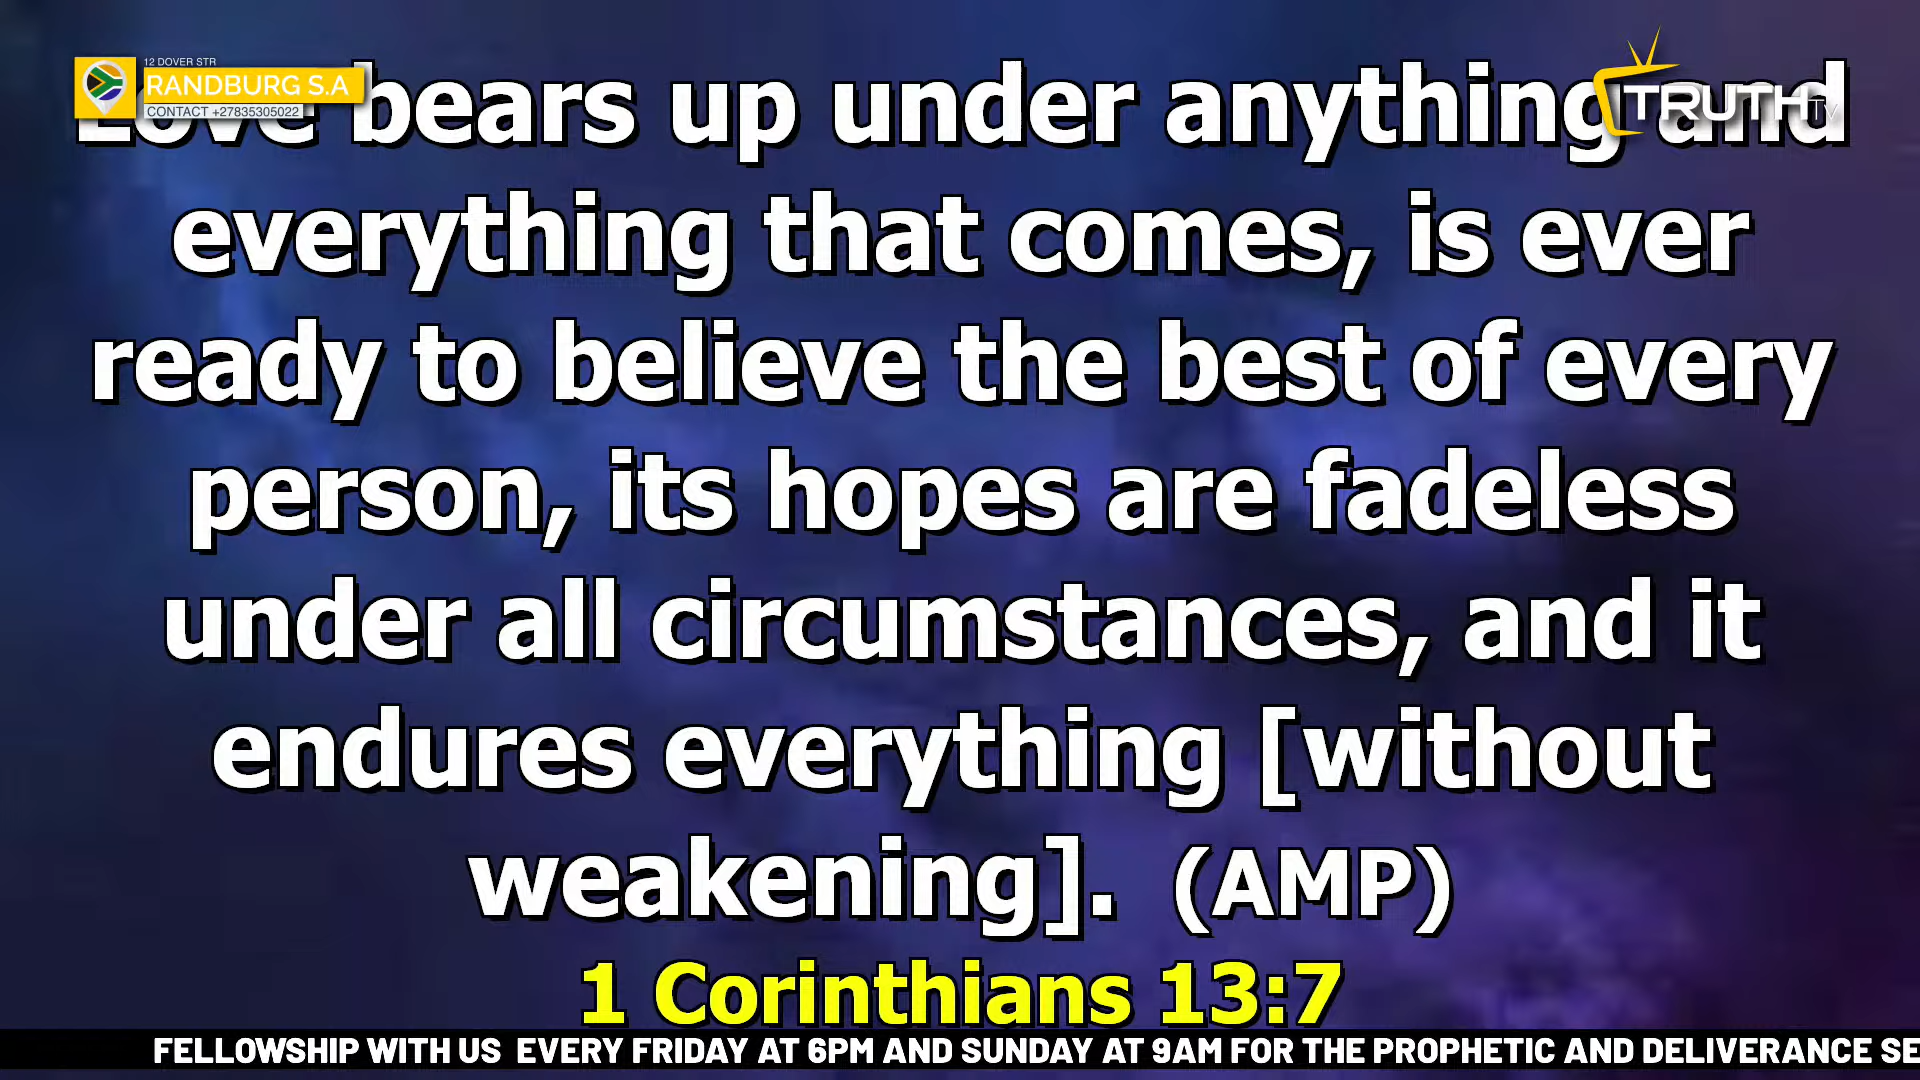 12 DOVER STR
RANDBURG S.A
CONTACT +27835305022
TRUTH TV
Love bears up under anything and
everything that comes, is ever
ready to believe the best of every
person, its hopes are fadeless
under all circumstances, and it
endures everything [without
weakening]. (AMP)
1 Corinthians 13:7
FELLOWSHIP WITH US EVERY FRIDAY AT 6PM AND SUNDAY AT 9AM FOR THE PROPHETIC AND DELIVERANCE SE